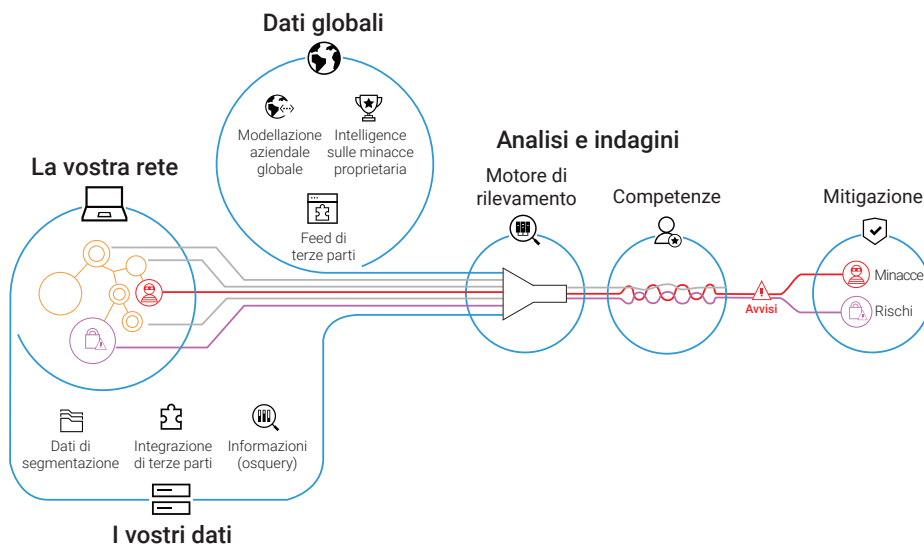 Dati globali
Modellazione
aziendale
globale
Intelligence
sulle minacce
proprietaria
Feed di
terze parti
La vostra rete
Analisi e indagini
Motore di
rilevamento
Competenze
Mitigazione
Avvisi
Minacce
Rischi
Dati di
segmentazione
Integrazione
di terze parti
Informazioni
(osquery)
I vostri dati